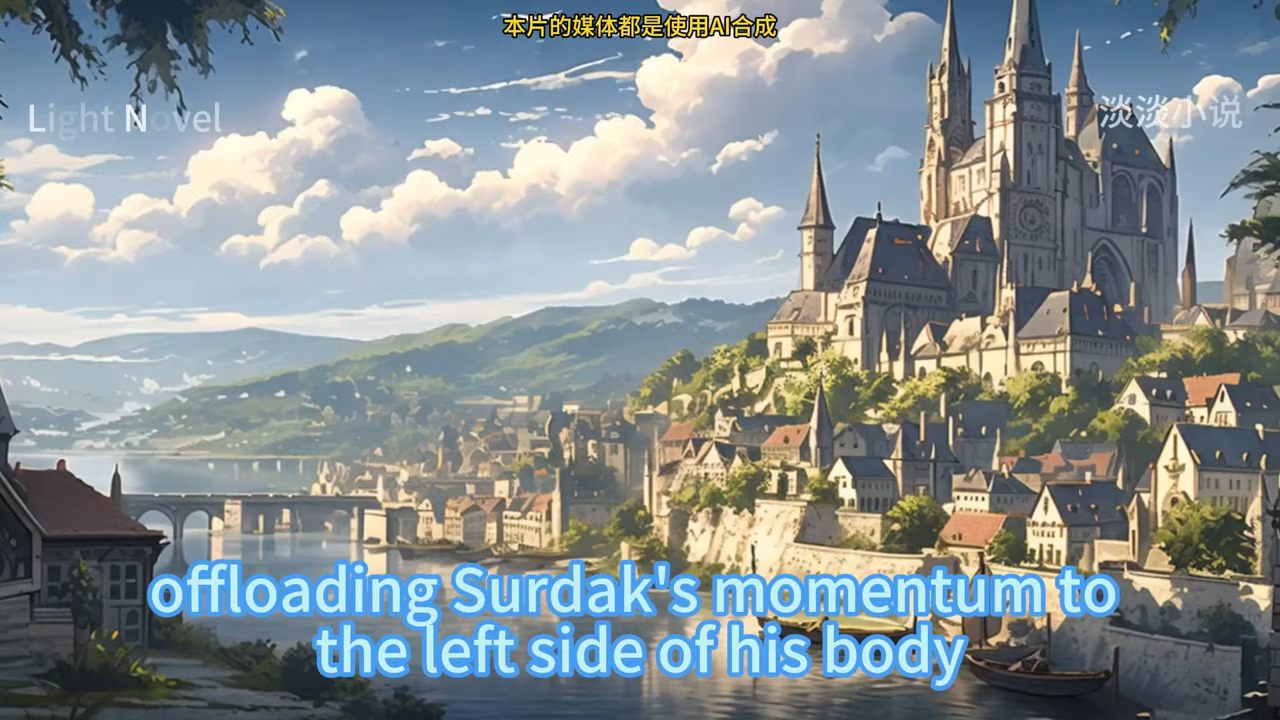 本片的媒体都是使用AI合成
Light Novel
淡淡小说
offloading Surdak's momentum to
the left side of his body